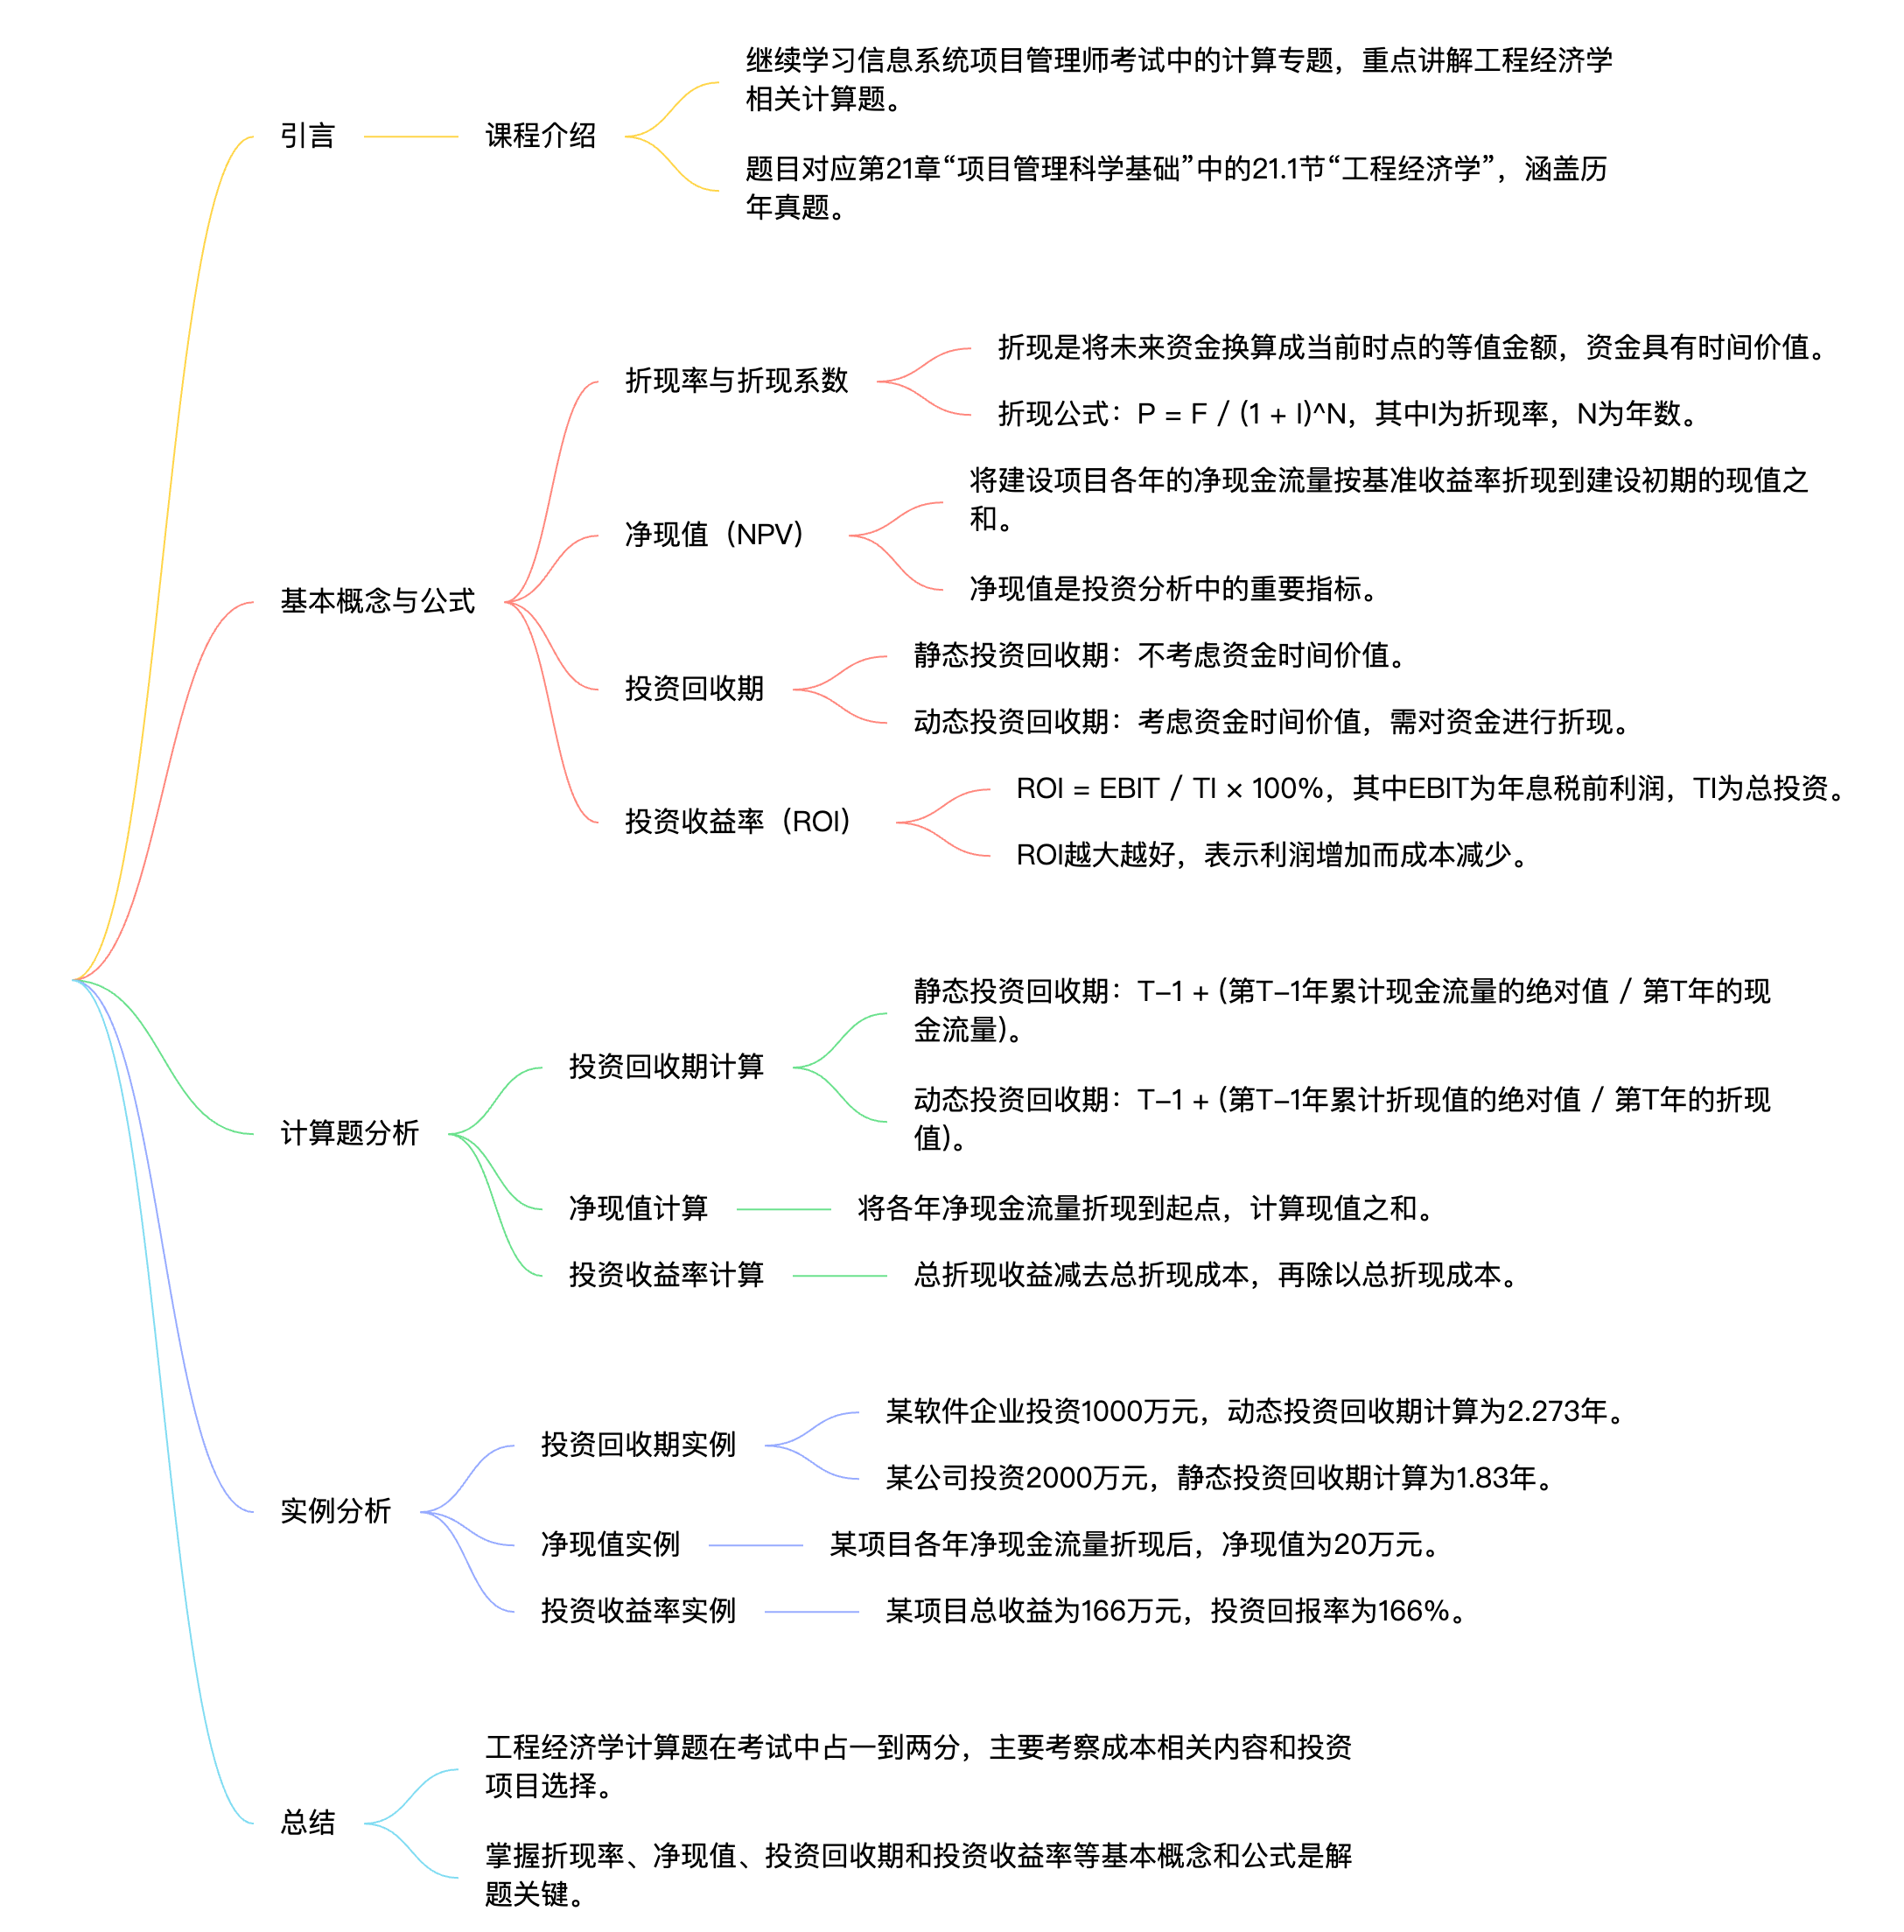 引言
课程介绍
继续学习信息系统项目管理师考试中的计算专题，重点讲解工程经济学
相关计算题。
题目对应第21章“项目管理科学基础”中的21.1节“工程经济学”，涵盖历
年真题。
基本概念与公式
折现率与折现系数
折现是将未来资金换算成当前时点的等值金额，资金具有时间价值。
折现公式：P = F / (1 + I)^N，其中I为折现率，N为年数。
净现值（NPV）
将建设项目各年的净现金流量按基准收益率折现到建设初期的现值之
和。
净现值是投资分析中的重要指标。
投资回收期
静态投资回收期：不考虑资金时间价值。
动态投资回收期：考虑资金时间价值，需对资金进行折现。
投资收益率（ROI）
ROI = EBIT / TI × 100%，其中EBIT为年息税前利润，TI为总投资。
ROI越大越好，表示利润增加而成本减少。
计算题分析
投资回收期计算
静态投资回收期：T–1 + (第T–1年累计现金流量的绝对值 / 第T年的现
金流量)。
动态投资回收期：T–1 + (第T–1年累计折现值的绝对值 / 第T年的折现
值)。
净现值计算
将各年净现金流量折现到起点，计算现值之和。
投资收益率计算
总折现收益减去总折现成本，再除以总折现成本。
实例分析
投资回收期实例
某软件企业投资1000万元，动态投资回收期计算为2.273年。
某公司投资2000万元，静态投资回收期计算为1.83年。
净现值实例
某项目各年净现金流量折现后，净现值为20万元。
投资收益率实例
某项目总收益为166万元，投资回报率为166%。
总结
工程经济学计算题在考试中占一到两分，主要考察成本相关内容和投资
项目选择。
掌握折现率、净现值、投资回收期和投资收益率等基本概念和公式是解
题关键。